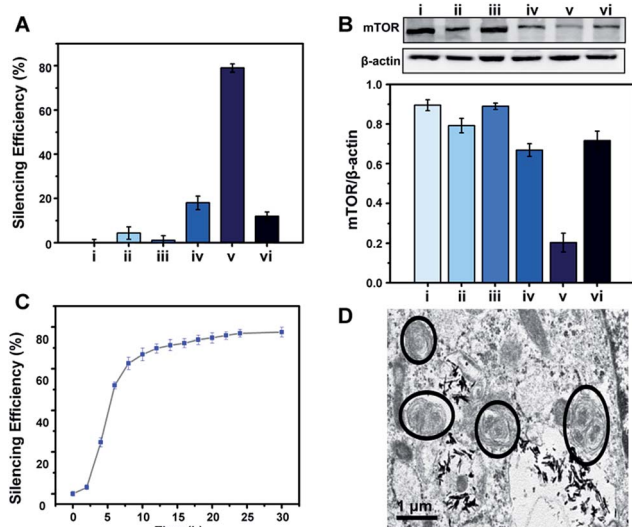 A
Silencing Efficiency (%)
80
60
40
20
0
i ii iii iv v vi
B
i ii iii iv v vi
mTOR
β-actin
mTOR/β-actin
1.0
0.8
0.6
0.4
0.2
0.0
i ii iii iv v vi
C
Silencing Efficiency (%)
80
60
40
20
0
0 5 10 15 20 25 30
D
1 μm